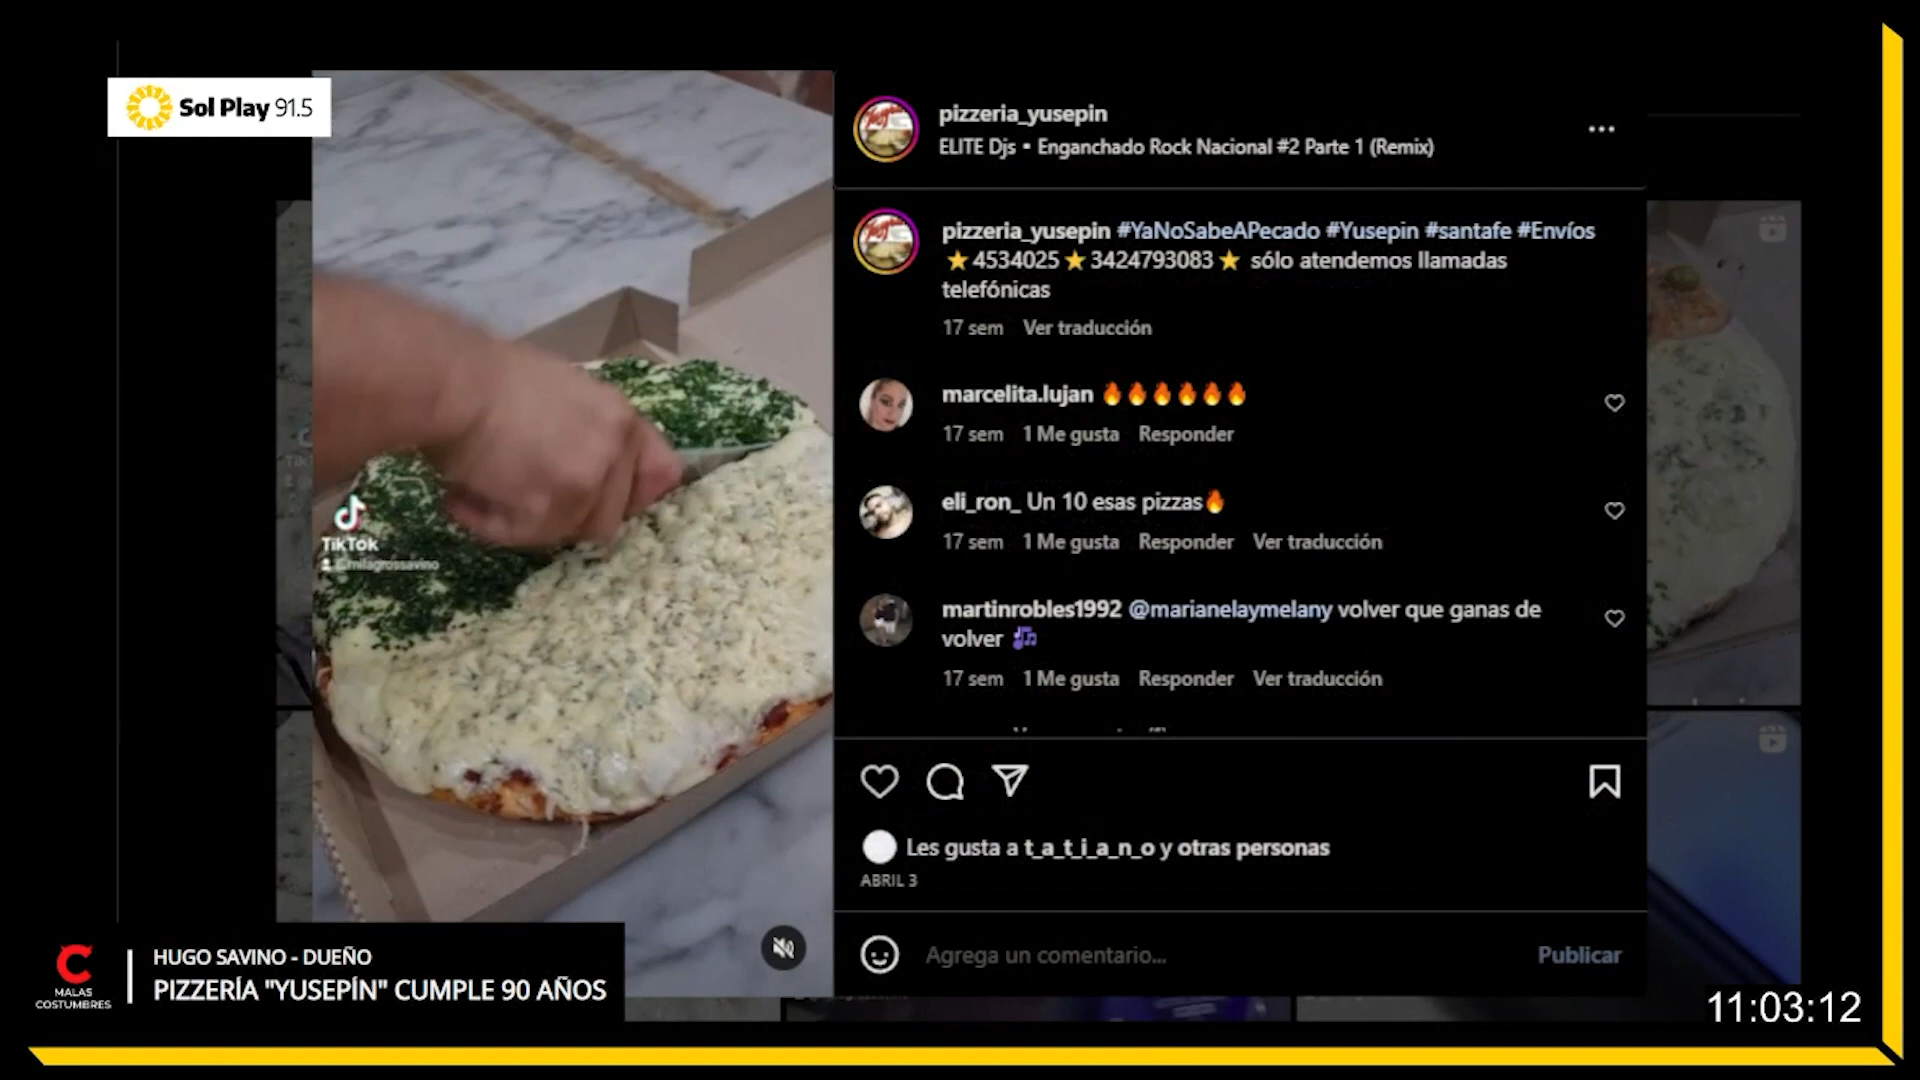 Sol Play 91.5
pizzeria_yusepin
ELITE Djs • Enganchado Rock Nacional #2 Parte 1 (Remix)
pizzeria_yusepin #YaNoSabeAPecado #Yusepin #santafe #Envíos
⭐4534025⭐3424793083⭐ sólo atendemos llamadas
telefónicas
17 sem Ver traducción
marcelita.lujan 🔥🔥🔥🔥🔥🔥
17 sem 1 Me gusta Responder
eli_ron_ Un 10 esas pizzas🔥
17 sem 1 Me gusta Responder Ver traducción
martinrobles1992 @marianelaymelany volver que ganas de
volver 🎶
17 sem 1 Me gusta Responder Ver traducción
TikTok
@milagrossavino
Les gusta a t_a_t_i_a_n_o y otras personas
ABRIL 3
Agrega un comentario...
Publicar
MALAS
COSTUMBRES
HUGO SAVINO - DUEÑO
PIZZERÍA "YUSEPÍN" CUMPLE 90 AÑOS
11:03:12